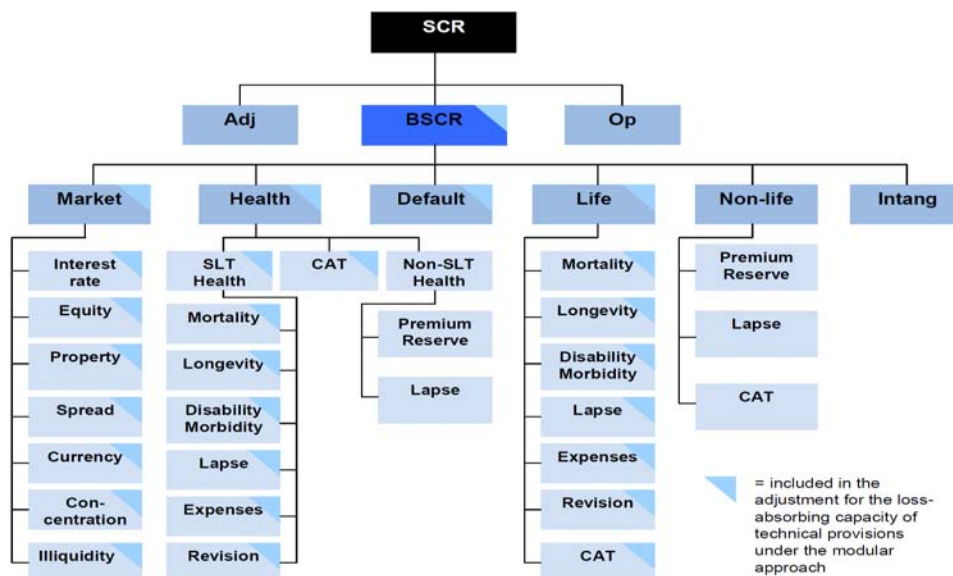 SCR
Adj
BSCR
Op
Market
Health
Default
Life
Non-life
Intang
Interest
rate
Equity
Property
Spread
Currency
Con-
centration
Illiquidity
SLT
Health
CAT
Non-SLT
Health
Mortality
Longevity
Disability
Morbidity
Lapse
Expenses
Revision
Premium
Reserve
Lapse
Mortality
Longevity
Disability
Morbidity
Lapse
Expenses
Revision
CAT
Premium
Reserve
Lapse
CAT
= included in the
adjustment for the loss-
absorbing capacity of
technical provisions
under the modular
approach